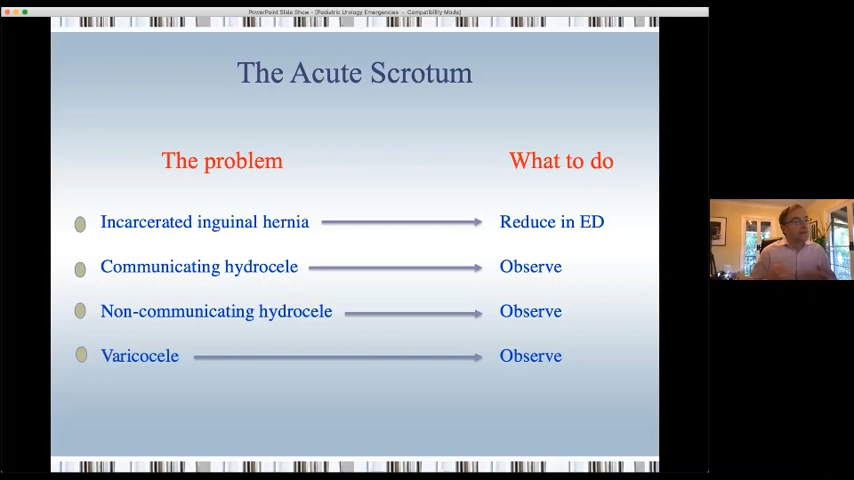 PowerPoint Slide Show - [Pediatric Urology Emergencies - Compatibility Mode]
The Acute Scrotum
The problem
What to do
Incarcerated inguinal hernia
Reduce in ED
Communicating hydrocele
Observe
Non-communicating hydrocele
Observe
Varicocele
Observe